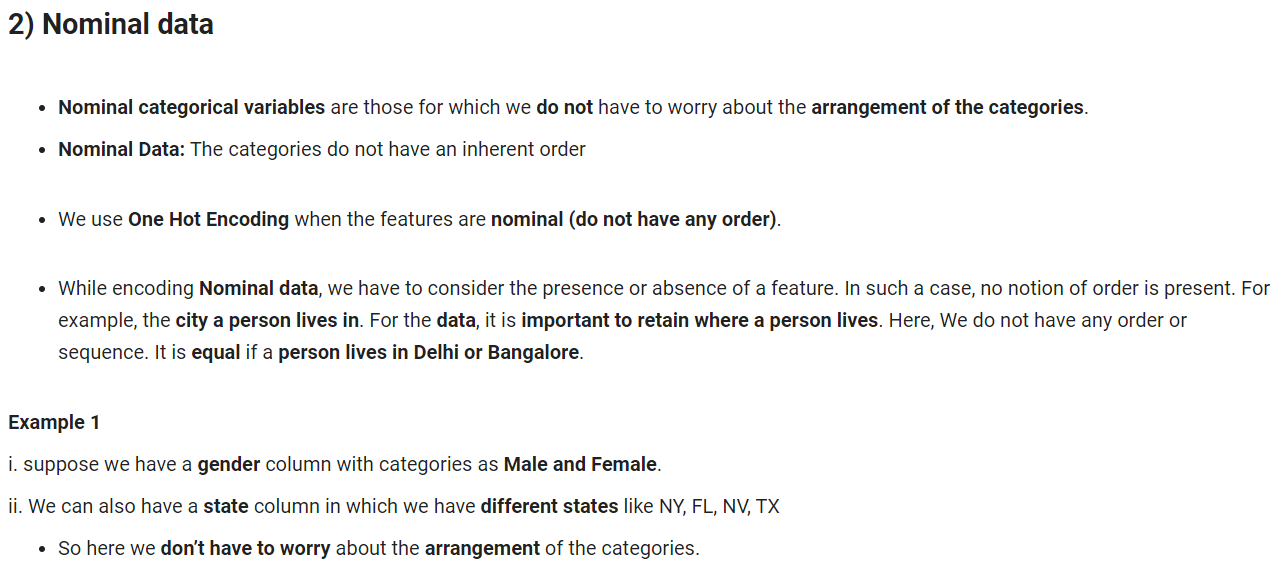 2) Nominal data
• Nominal categorical variables are those for which we do not have to worry about the arrangement of the categories.
• Nominal Data: The categories do not have an inherent order
• We use One Hot Encoding when the features are nominal (do not have any order).
• While encoding Nominal data, we have to consider the presence or absence of a feature. In such a case, no notion of order is present. For
example, the city a person lives in. For the data, it is important to retain where a person lives. Here, We do not have any order or
sequence. It is equal if a person lives in Delhi or Bangalore.
Example 1
i. suppose we have a gender column with categories as Male and Female.
ii. We can also have a state column in which we have different states like NY, FL, NV, TX
• So here we don’t have to worry about the arrangement of the categories.